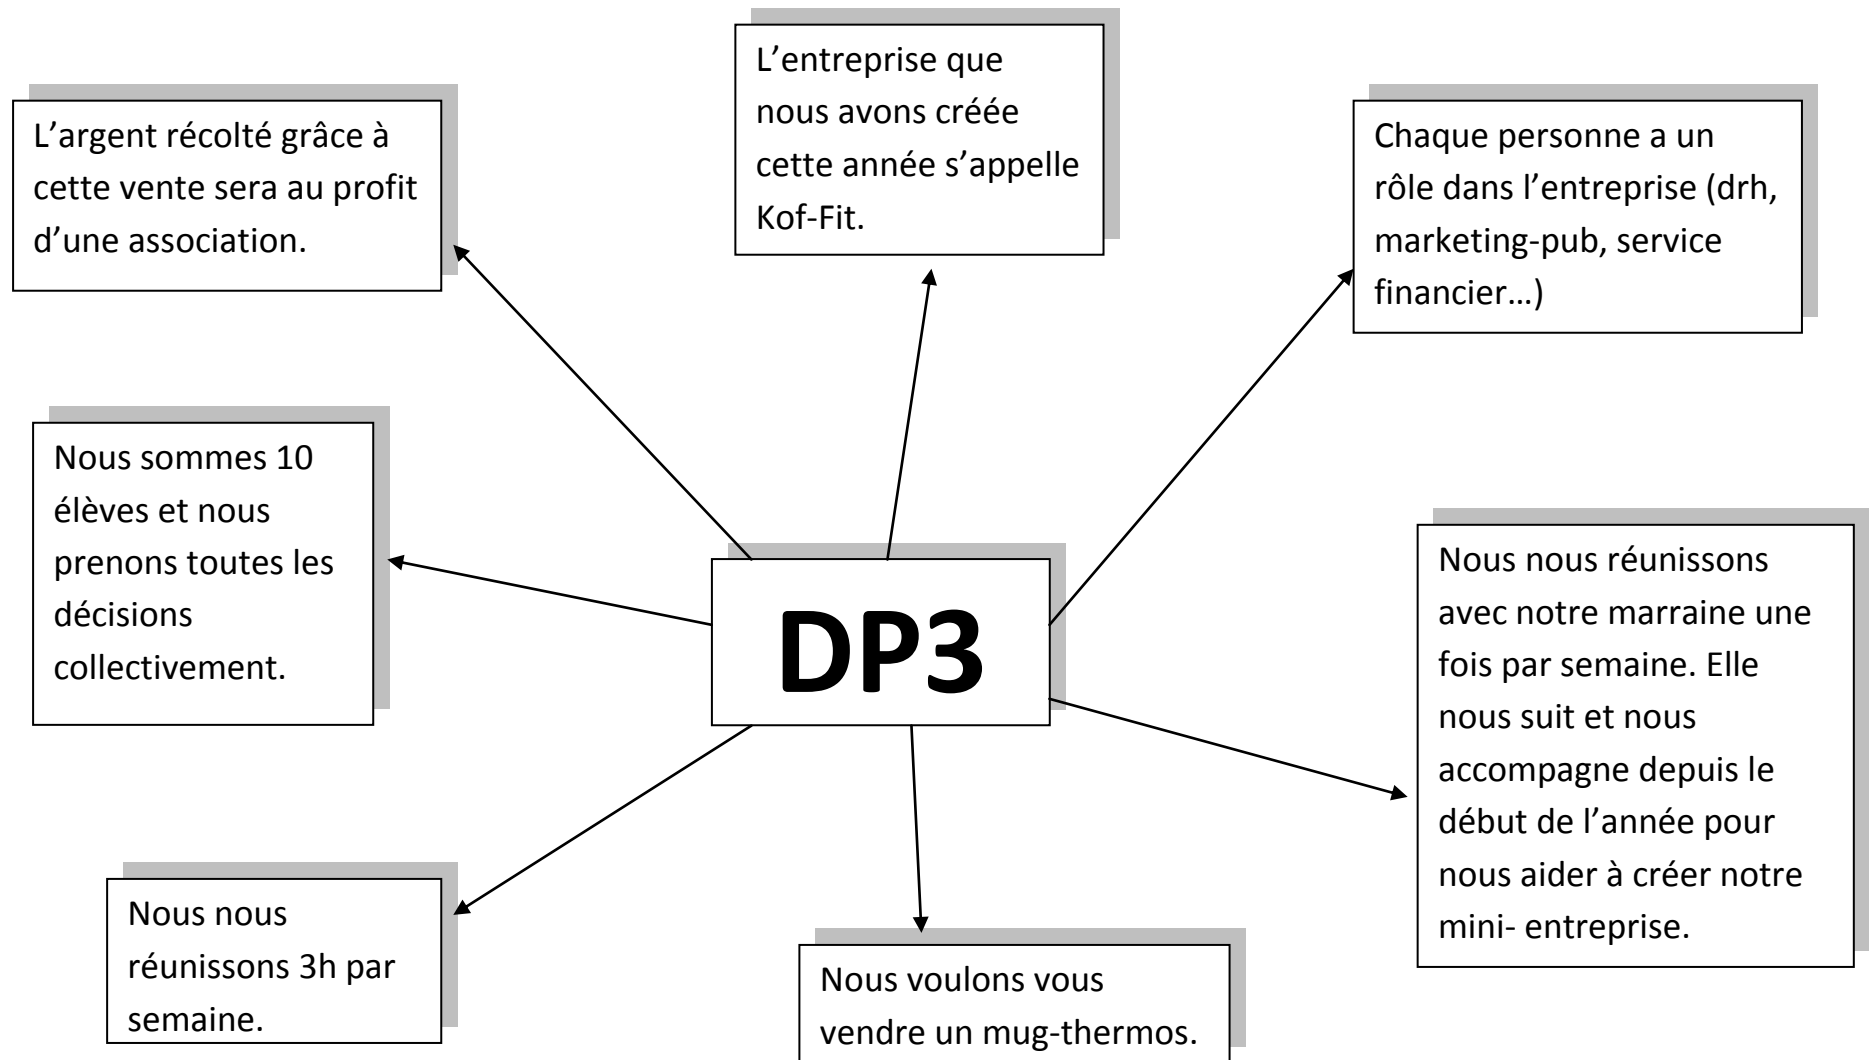 L’entreprise que
nous avons créée
cette année s’appelle
Kof-Fit.
L’argent récolté grâce à
cette vente sera au profit
d’une association.
Chaque personne a un
rôle dans l’entreprise (drh,
marketing-pub, service
financier…)
Nous sommes 10
élèves et nous
prenons toutes les
décisions
collectivement.
DP3
Nous nous réunissons
avec notre marraine une
fois par semaine. Elle
nous suit et nous
accompagne depuis le
début de l’année pour
nous aider à créer notre
mini- entreprise.
Nous nous
réunissons 3h par
semaine.
Nous voulons vous
vendre un mug-thermos.